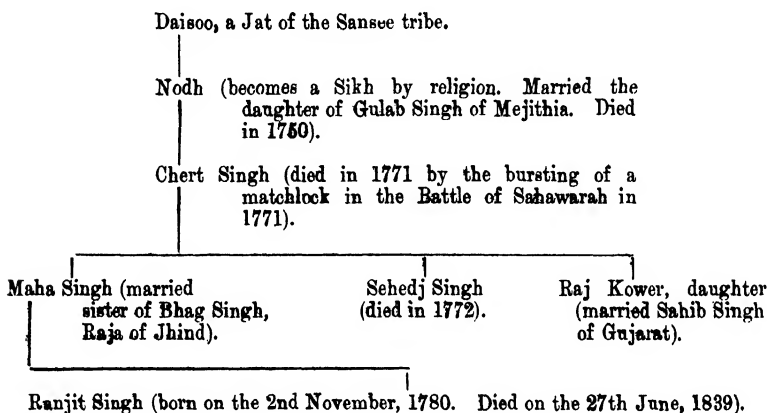 Daisoo, a Jat of the Sansee tribe.
Nodh (becomes a Sikh by religion. Married the
daughter of Gulab Singh of Mejithia. Died
in 1750).
Chert Singh (died in 1771 by the bursting of a
matchlock in the Battle of Sahawarah in
1771).
Maha Singh (married
sister of Bhag Singh,
Raja of Jhind).
Sehedj Singh
(died in 1772).
Raj Kower, daughter
(married Sahib Singh
of Gujarat).
Ranjit Singh (born on the 2nd November, 1780. Died on the 27th June, 1839).